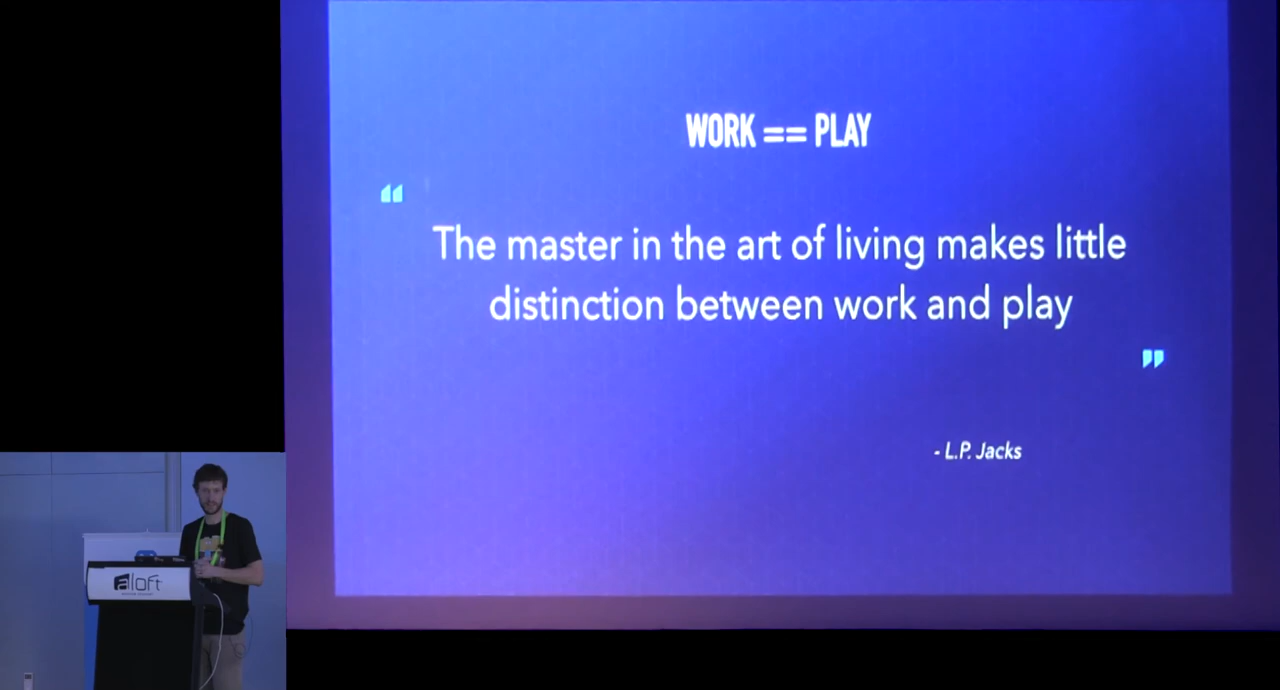 WORK == PLAY
“
The master in the art of living makes little
distinction between work and play
”
- L.P. Jacks
aloft